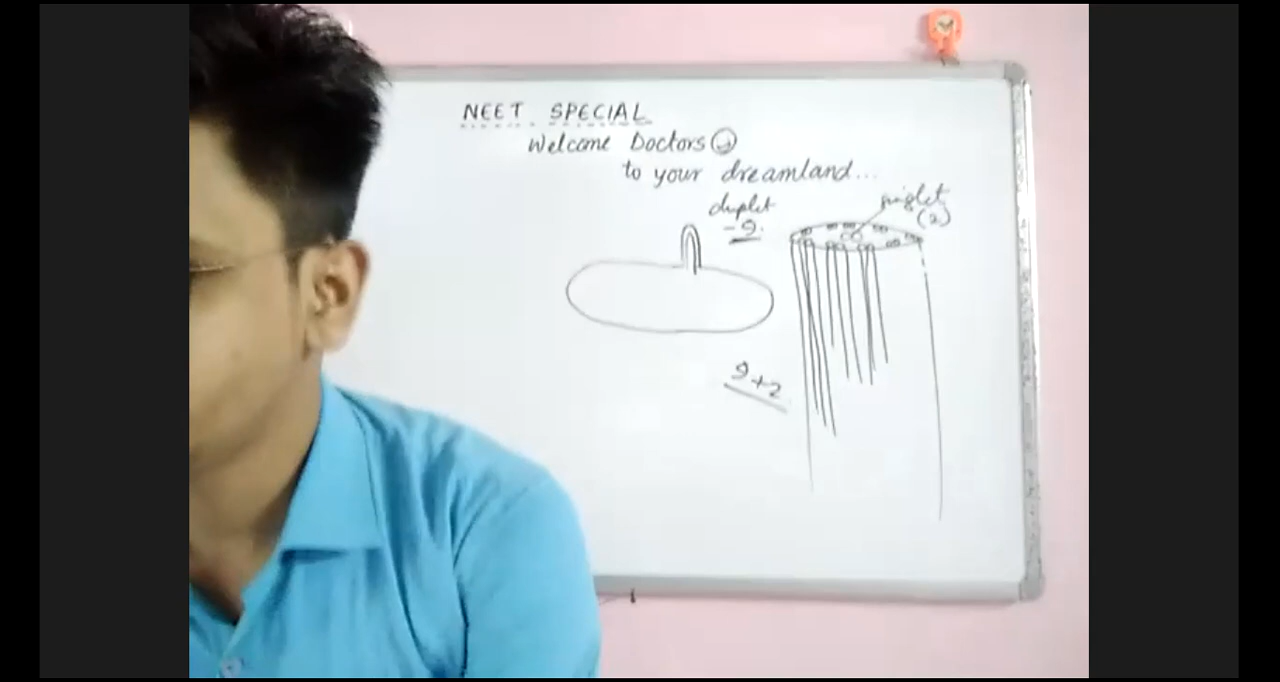 NEET SPECIAL
Welcome Doctors
to your dreamland...
duplet
- 9.
singlet
(2)
9+2